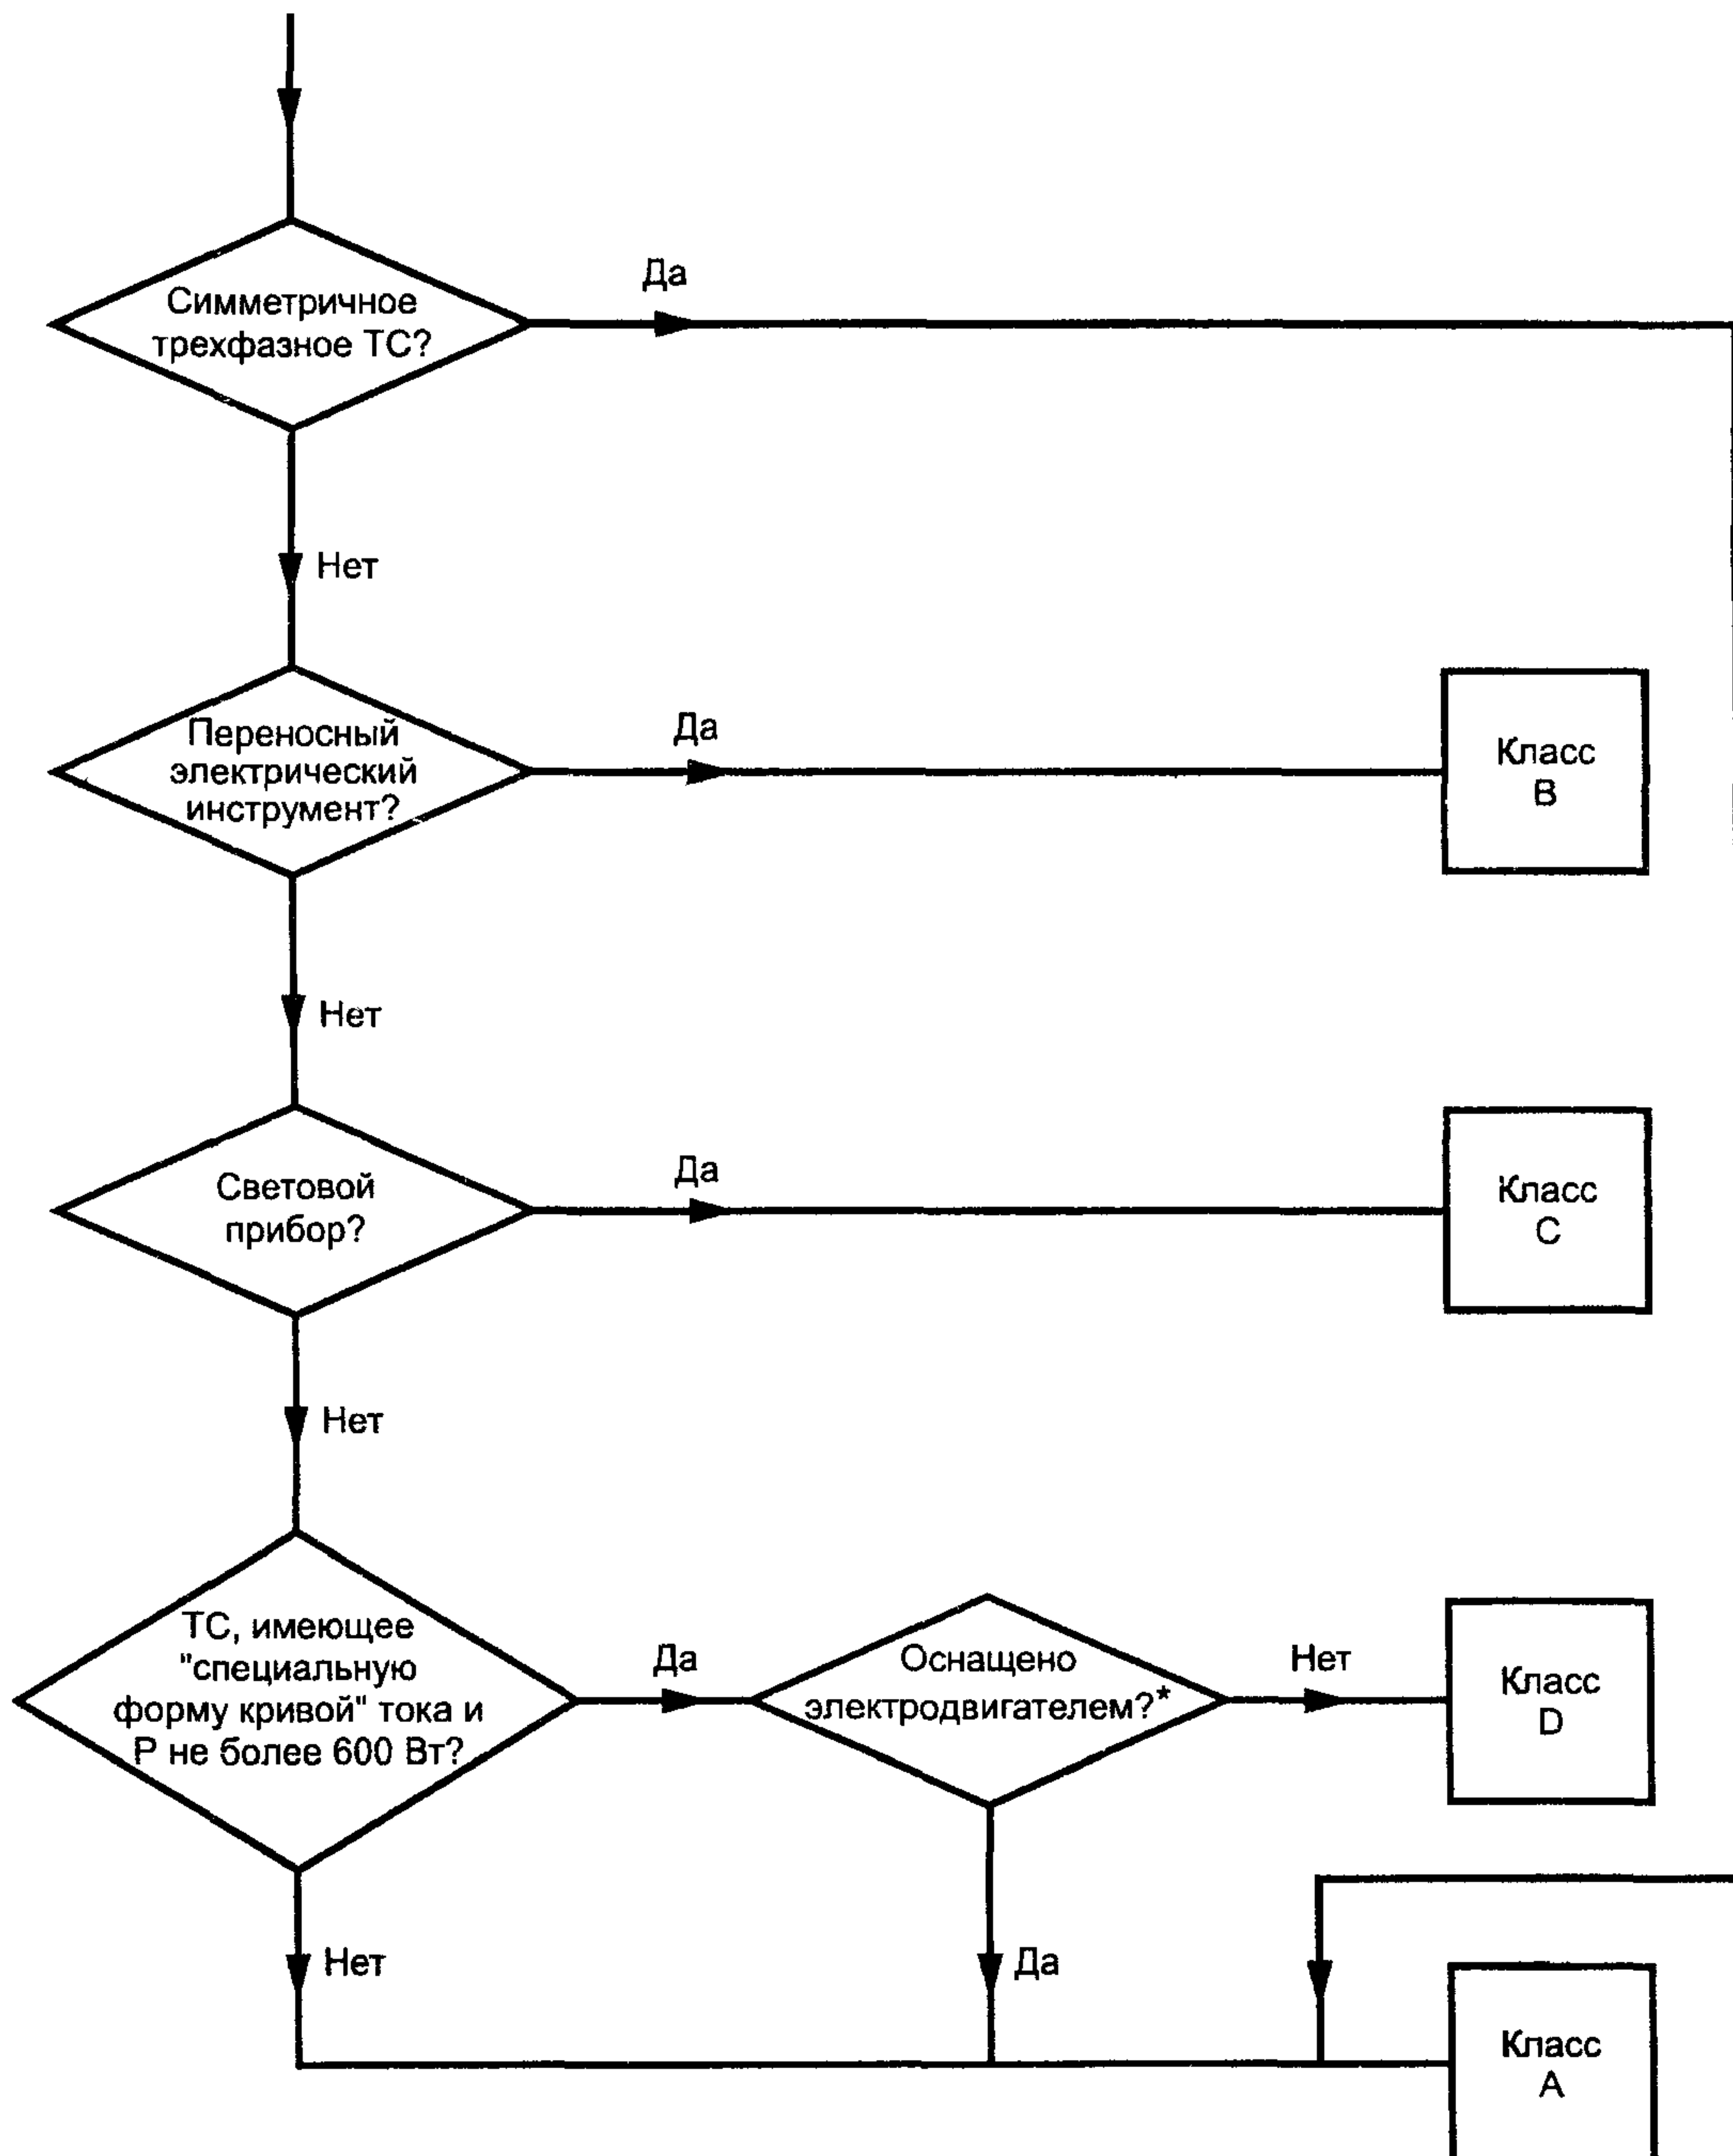 Да
Симметричное
трехфазное ТС?
Нет
Да
Переносный
электрический
инструмент?
Класс
В
Нет
Да
Световой
прибор?
Класс
С
Нет
ТС, имеющее
"специальную
форму кривой" тока и
Р не более 600 Вт?
Да
Оснащено
электродвигателем?*
Нет
Класс
D
Нет
Да
Класс
А